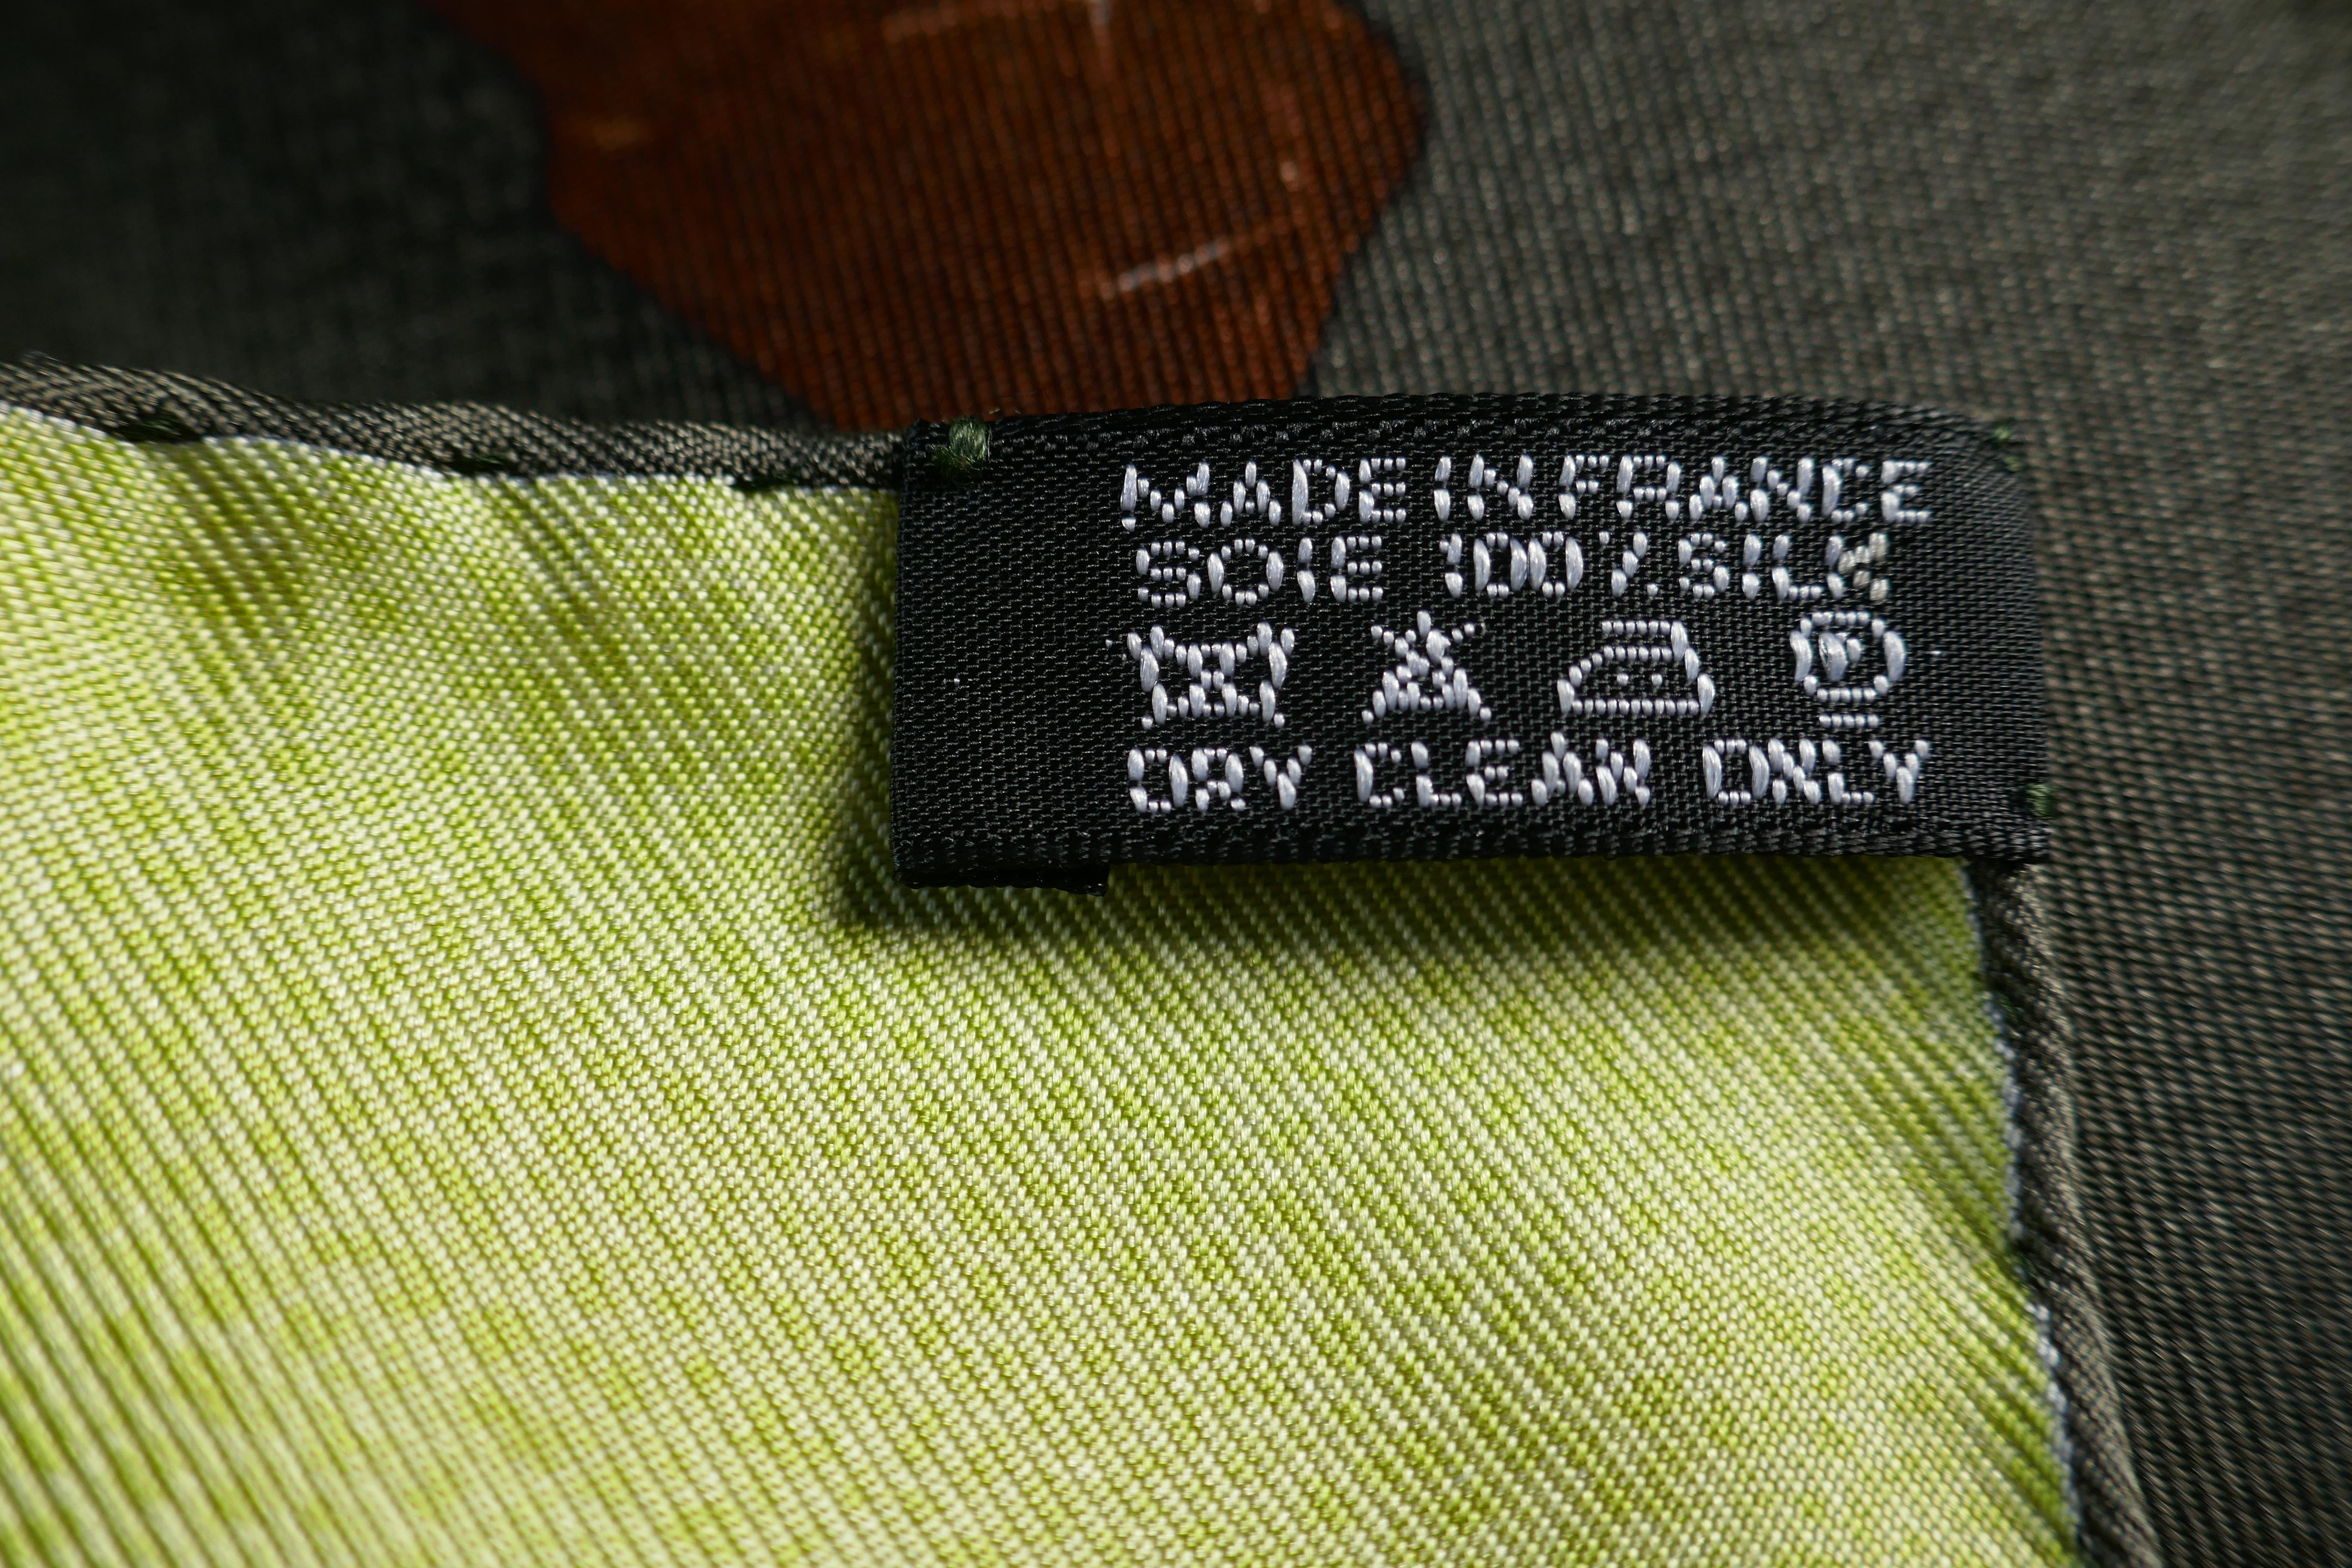 MADE IN FRANCE
SOIE 100% SILK
P
DRY CLEAN ONLY